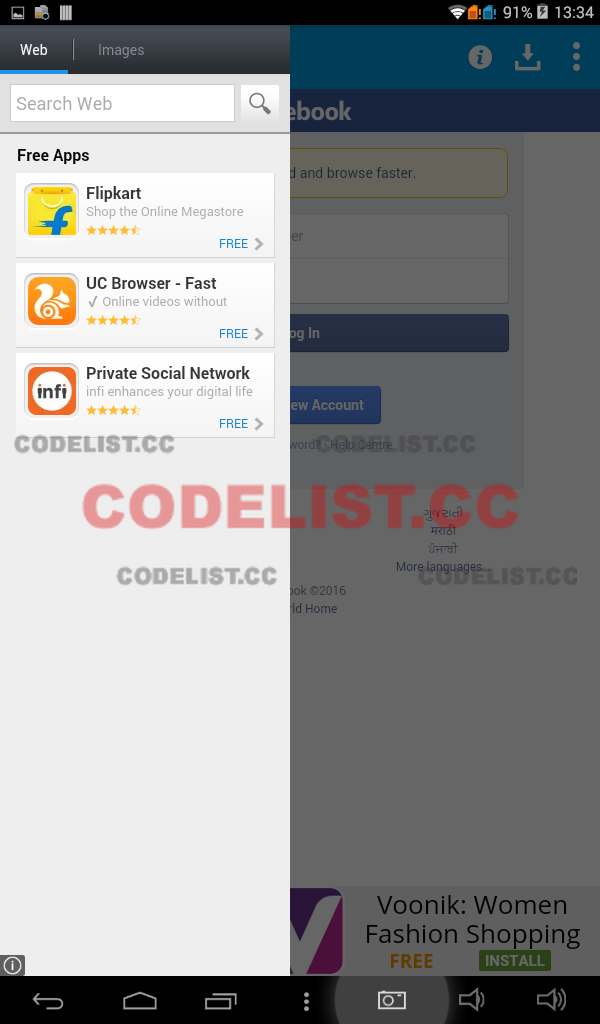 91% 13:34
Web Images
ebook
Search Web
Free Apps
d and browse faster.
Flipkart
Shop the Online Megastore
FREE
er
UC Browser - Fast
√ Online videos without
FREE
og In
Private Social Network
infi
infi enhances your digital life
FREE
ew Account
word? · Help Centre
CODELIST.CC CODELIST.CC
CODELIST.CC
ગુજરાતી
मराठी
ਪੰਜਾਬੀ
More languages...
CODELIST.CC CODELIST.CC
ook ©2016
rld Home
Voonik: Women
Fashion Shopping
FREE INSTALL